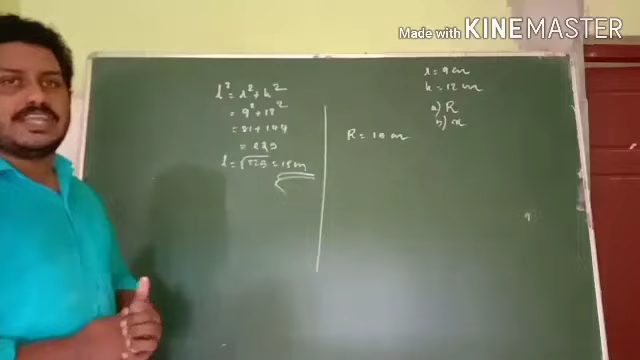 Made with KINEMASTER
l² = r² + h²
= 9² + 12²
= 81 + 144
= 225
l = √225 = 15 cm
R = 15 cm
r = 9 cm
h = 12 cm
a) R
b) x